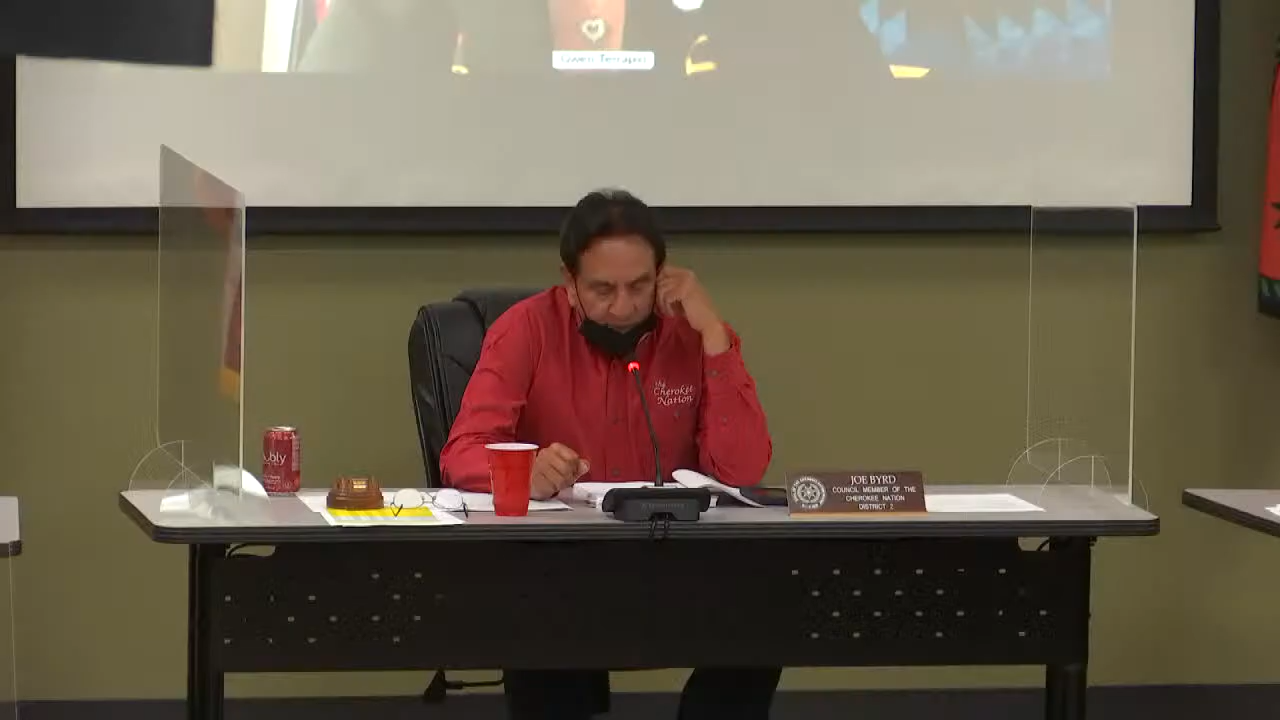 the
Cherokee
Nation
bly
JOE BYRD
COUNCIL MEMBER OF THE
CHEROKEE NATION
DISTRICT 2